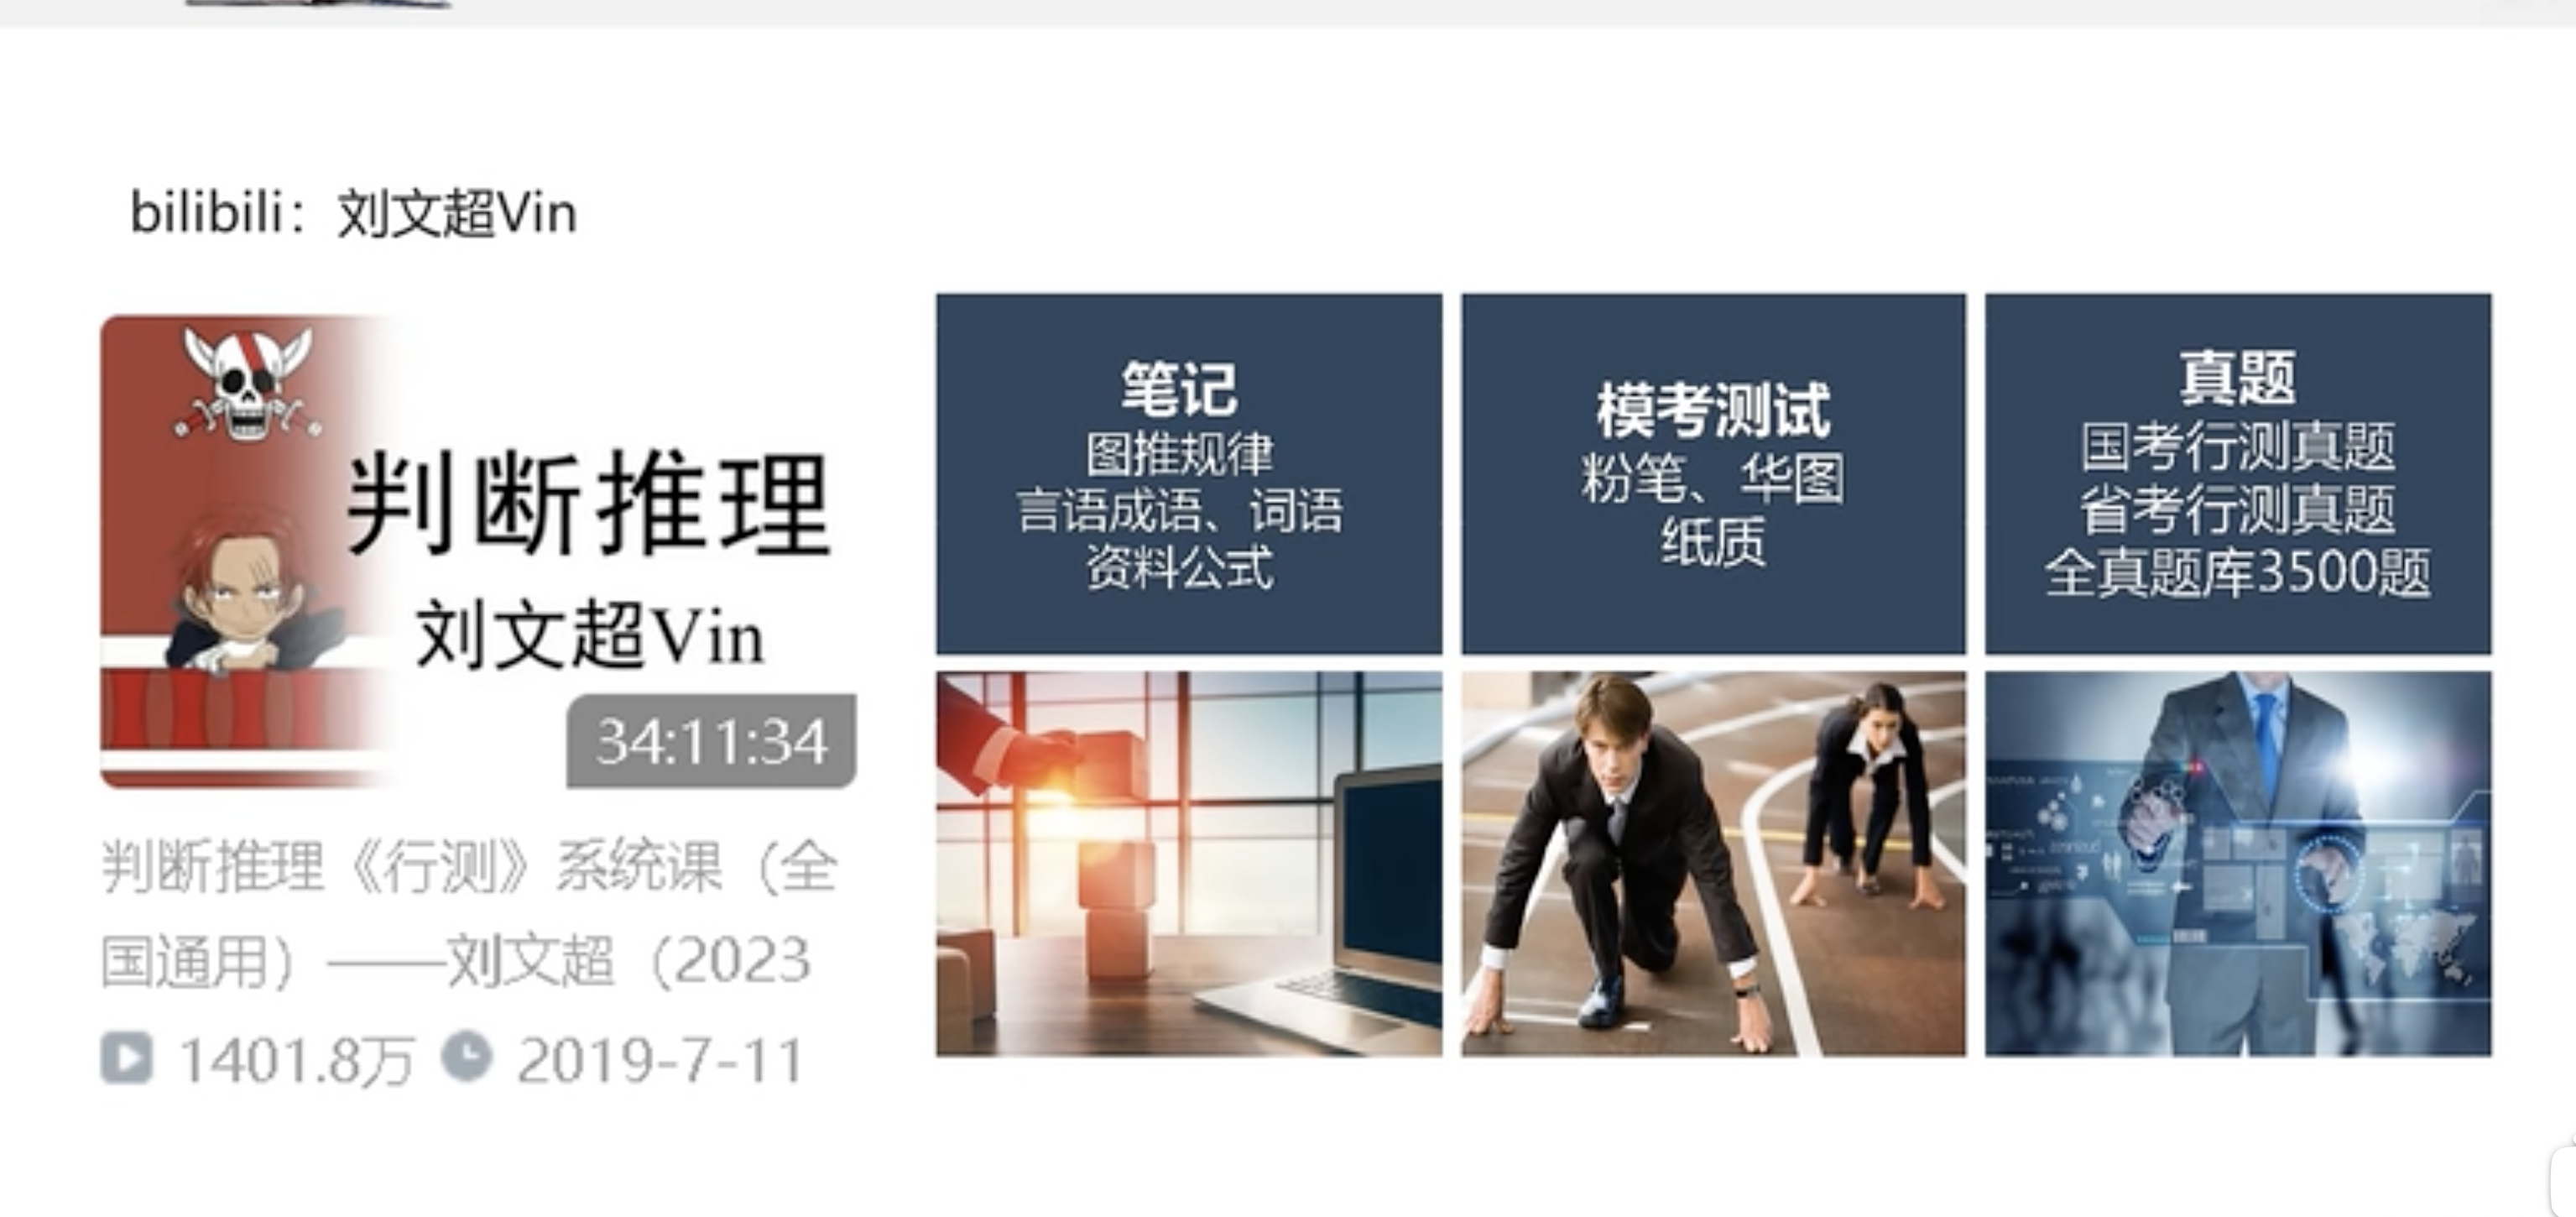 bilibili：刘文超Vin
判断推理
刘文超Vin
34:11:34
判断推理《行测》系统课（全
国通用）——刘文超（2023
1401.8万 2019-7-11
笔记
图推规律
言语成语、词语
资料公式
模考测试
粉笔、华图
纸质
真题
国考行测真题
省考行测真题
全真题库3500题